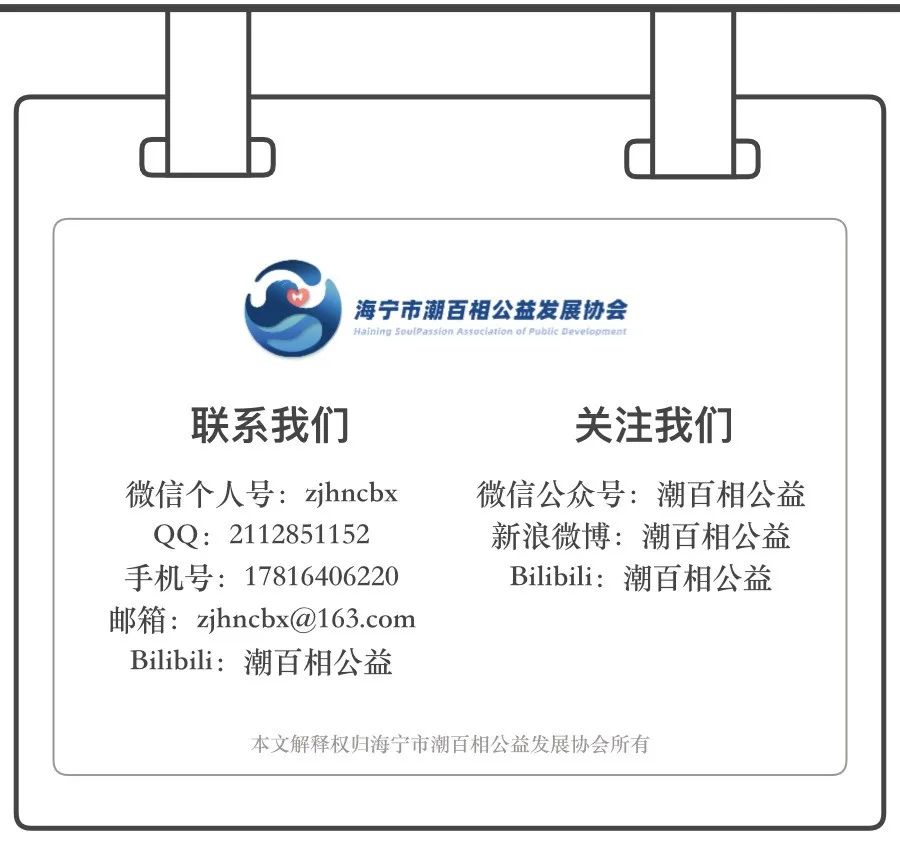 海宁市潮百相公益发展协会
Haining SoulPassion Association of Public Development
联系我们
微信个人号：zjhncbx
QQ：2112851152
手机号：17816406220
邮箱：zjhncbx@163.com
Bilibili：潮百相公益
关注我们
微信公众号：潮百相公益
新浪微博：潮百相公益
Bilibili：潮百相公益
本文解释权归海宁市潮百相公益发展协会所有